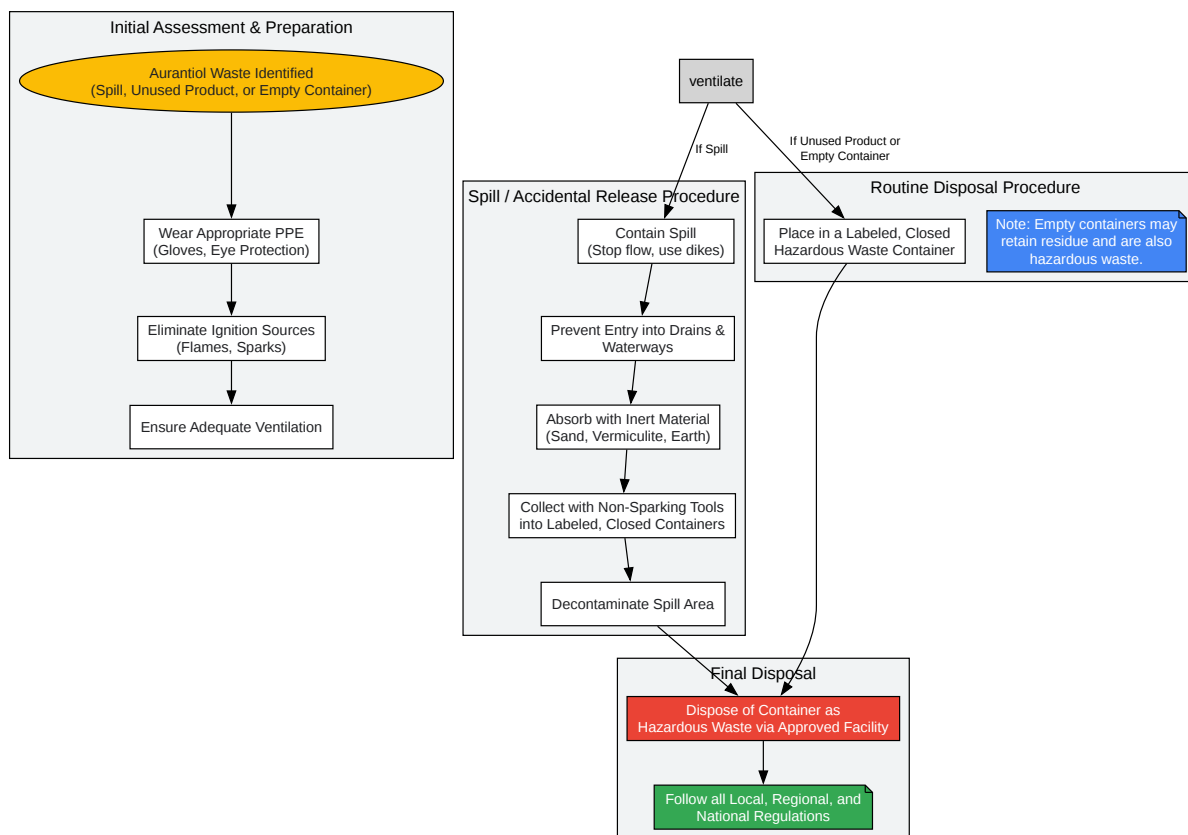 Initial Assessment & Preparation
Aurantiol Waste Identified
(Spill, Unused Product, or Empty Container)
Wear Appropriate PPE
(Gloves, Eye Protection)
Eliminate Ignition Sources
(Flames, Sparks)
Ensure Adequate Ventilation
ventilate
If Spill
If Unused Product or
Empty Container
Spill / Accidental Release Procedure
Contain Spill
(Stop flow, use dikes)
Prevent Entry into Drains &
Waterways
Absorb with Inert Material
(Sand, Vermiculite, Earth)
Collect with Non-Sparking Tools
into Labeled, Closed Containers
Decontaminate Spill Area
Routine Disposal Procedure
Place in a Labeled, Closed
Hazardous Waste Container
Note: Empty containers may
retain residue and are also
hazardous waste.
Final Disposal
Dispose of Container as
Hazardous Waste via Approved Facility
Follow all Local, Regional, and
National Regulations